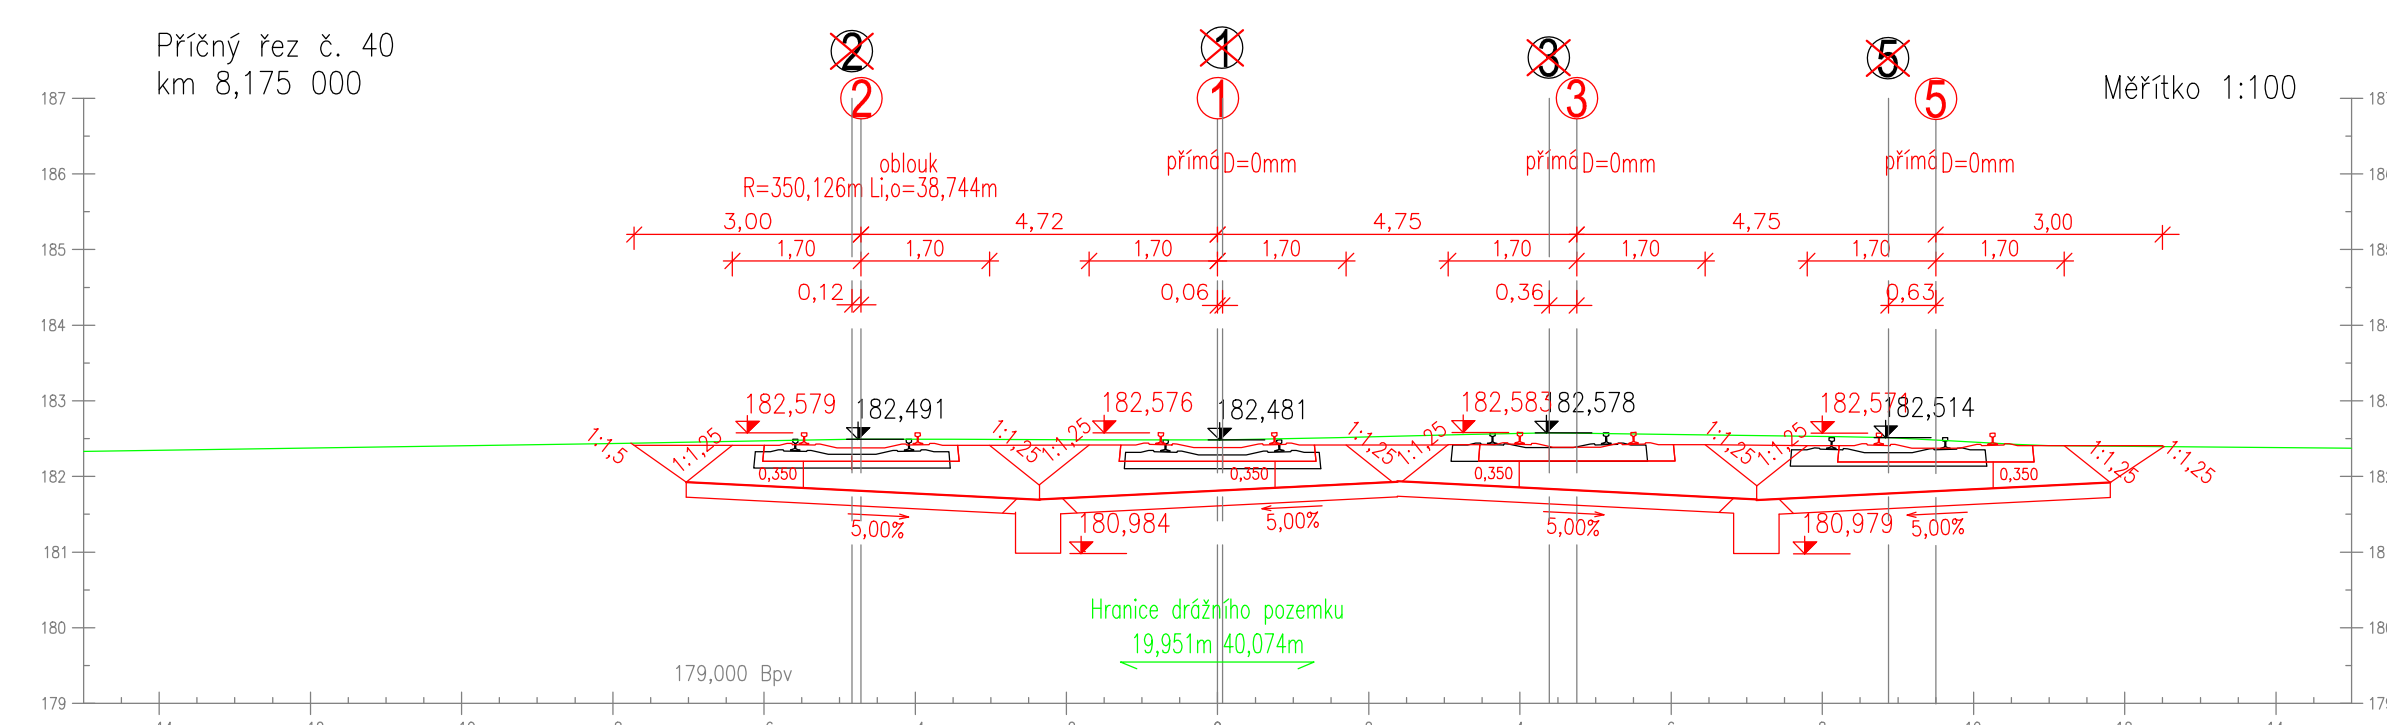 Příčný řez č. 40
km 8,175 000
Měřítko 1:100
2 1 3 5
2 1 3 5
oblouk
R=350,126m Li,o=38,744m
přímá D=0mm
přímá D=0mm
přímá D=0mm
3,00 4,72 4,75 4,75 3,00
1,70 1,70 1,70 1,70 1,70 1,70 1,70 1,70
0,12 0,06 0,36 0,63
182,579 182,491 182,576 182,481 182,583 182,578 182,571 182,514
1:1,5 1:1,25 1:1,25 1:1,25 1:1,25 1:1,25 1:1,25 1:1,25 1:1,25 1:1,25
0,350 0,350 0,350 0,350
5,00% 180,984 5,00% 5,00% 180,979 5,00%
Hranice drážního pozemku
19,951m 40,074m
179,000 Bpv
187
186
185
184
183
182
181
180
179